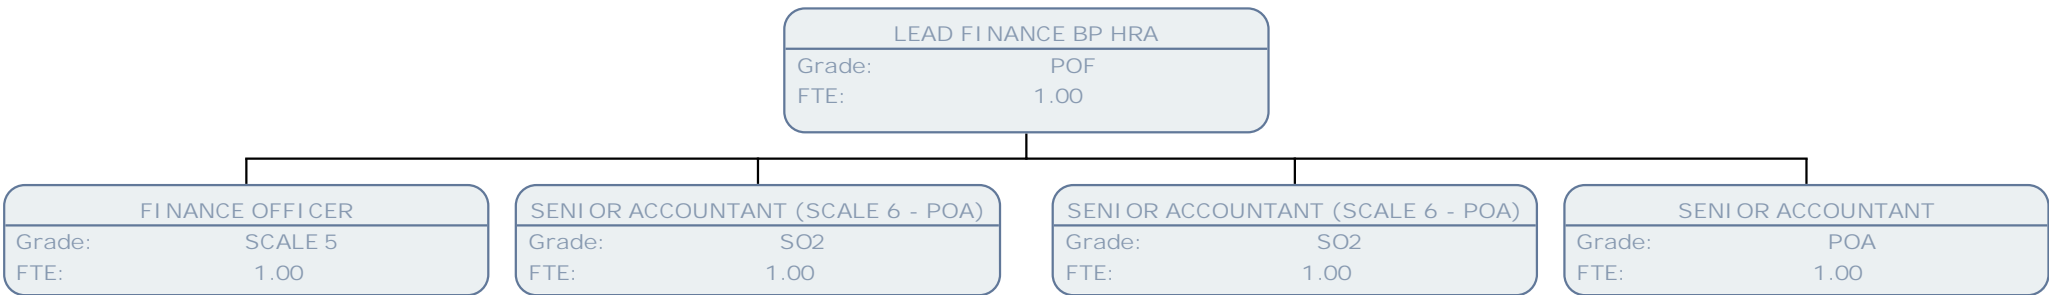 LEAD FINANCE BP HRA
Grade: POF
FTE: 1.00
FINANCE OFFICER
Grade: SCALE 5
FTE: 1.00
SENIOR ACCOUNTANT (SCALE 6 - POA)
Grade: SO2
FTE: 1.00
SENIOR ACCOUNTANT (SCALE 6 - POA)
Grade: SO2
FTE: 1.00
SENIOR ACCOUNTANT
Grade: POA
FTE: 1.00